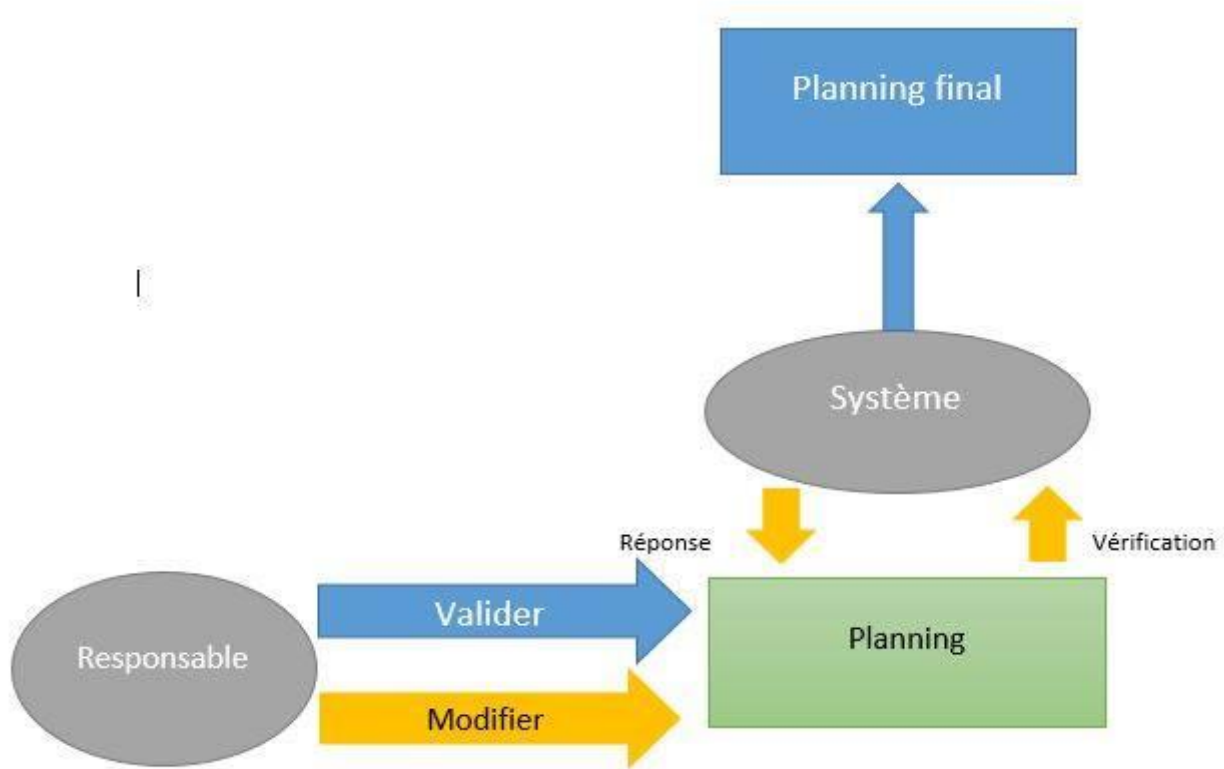 Planning final
Système
Réponse
Vérification
Valider
Planning
Responsable
Modifier